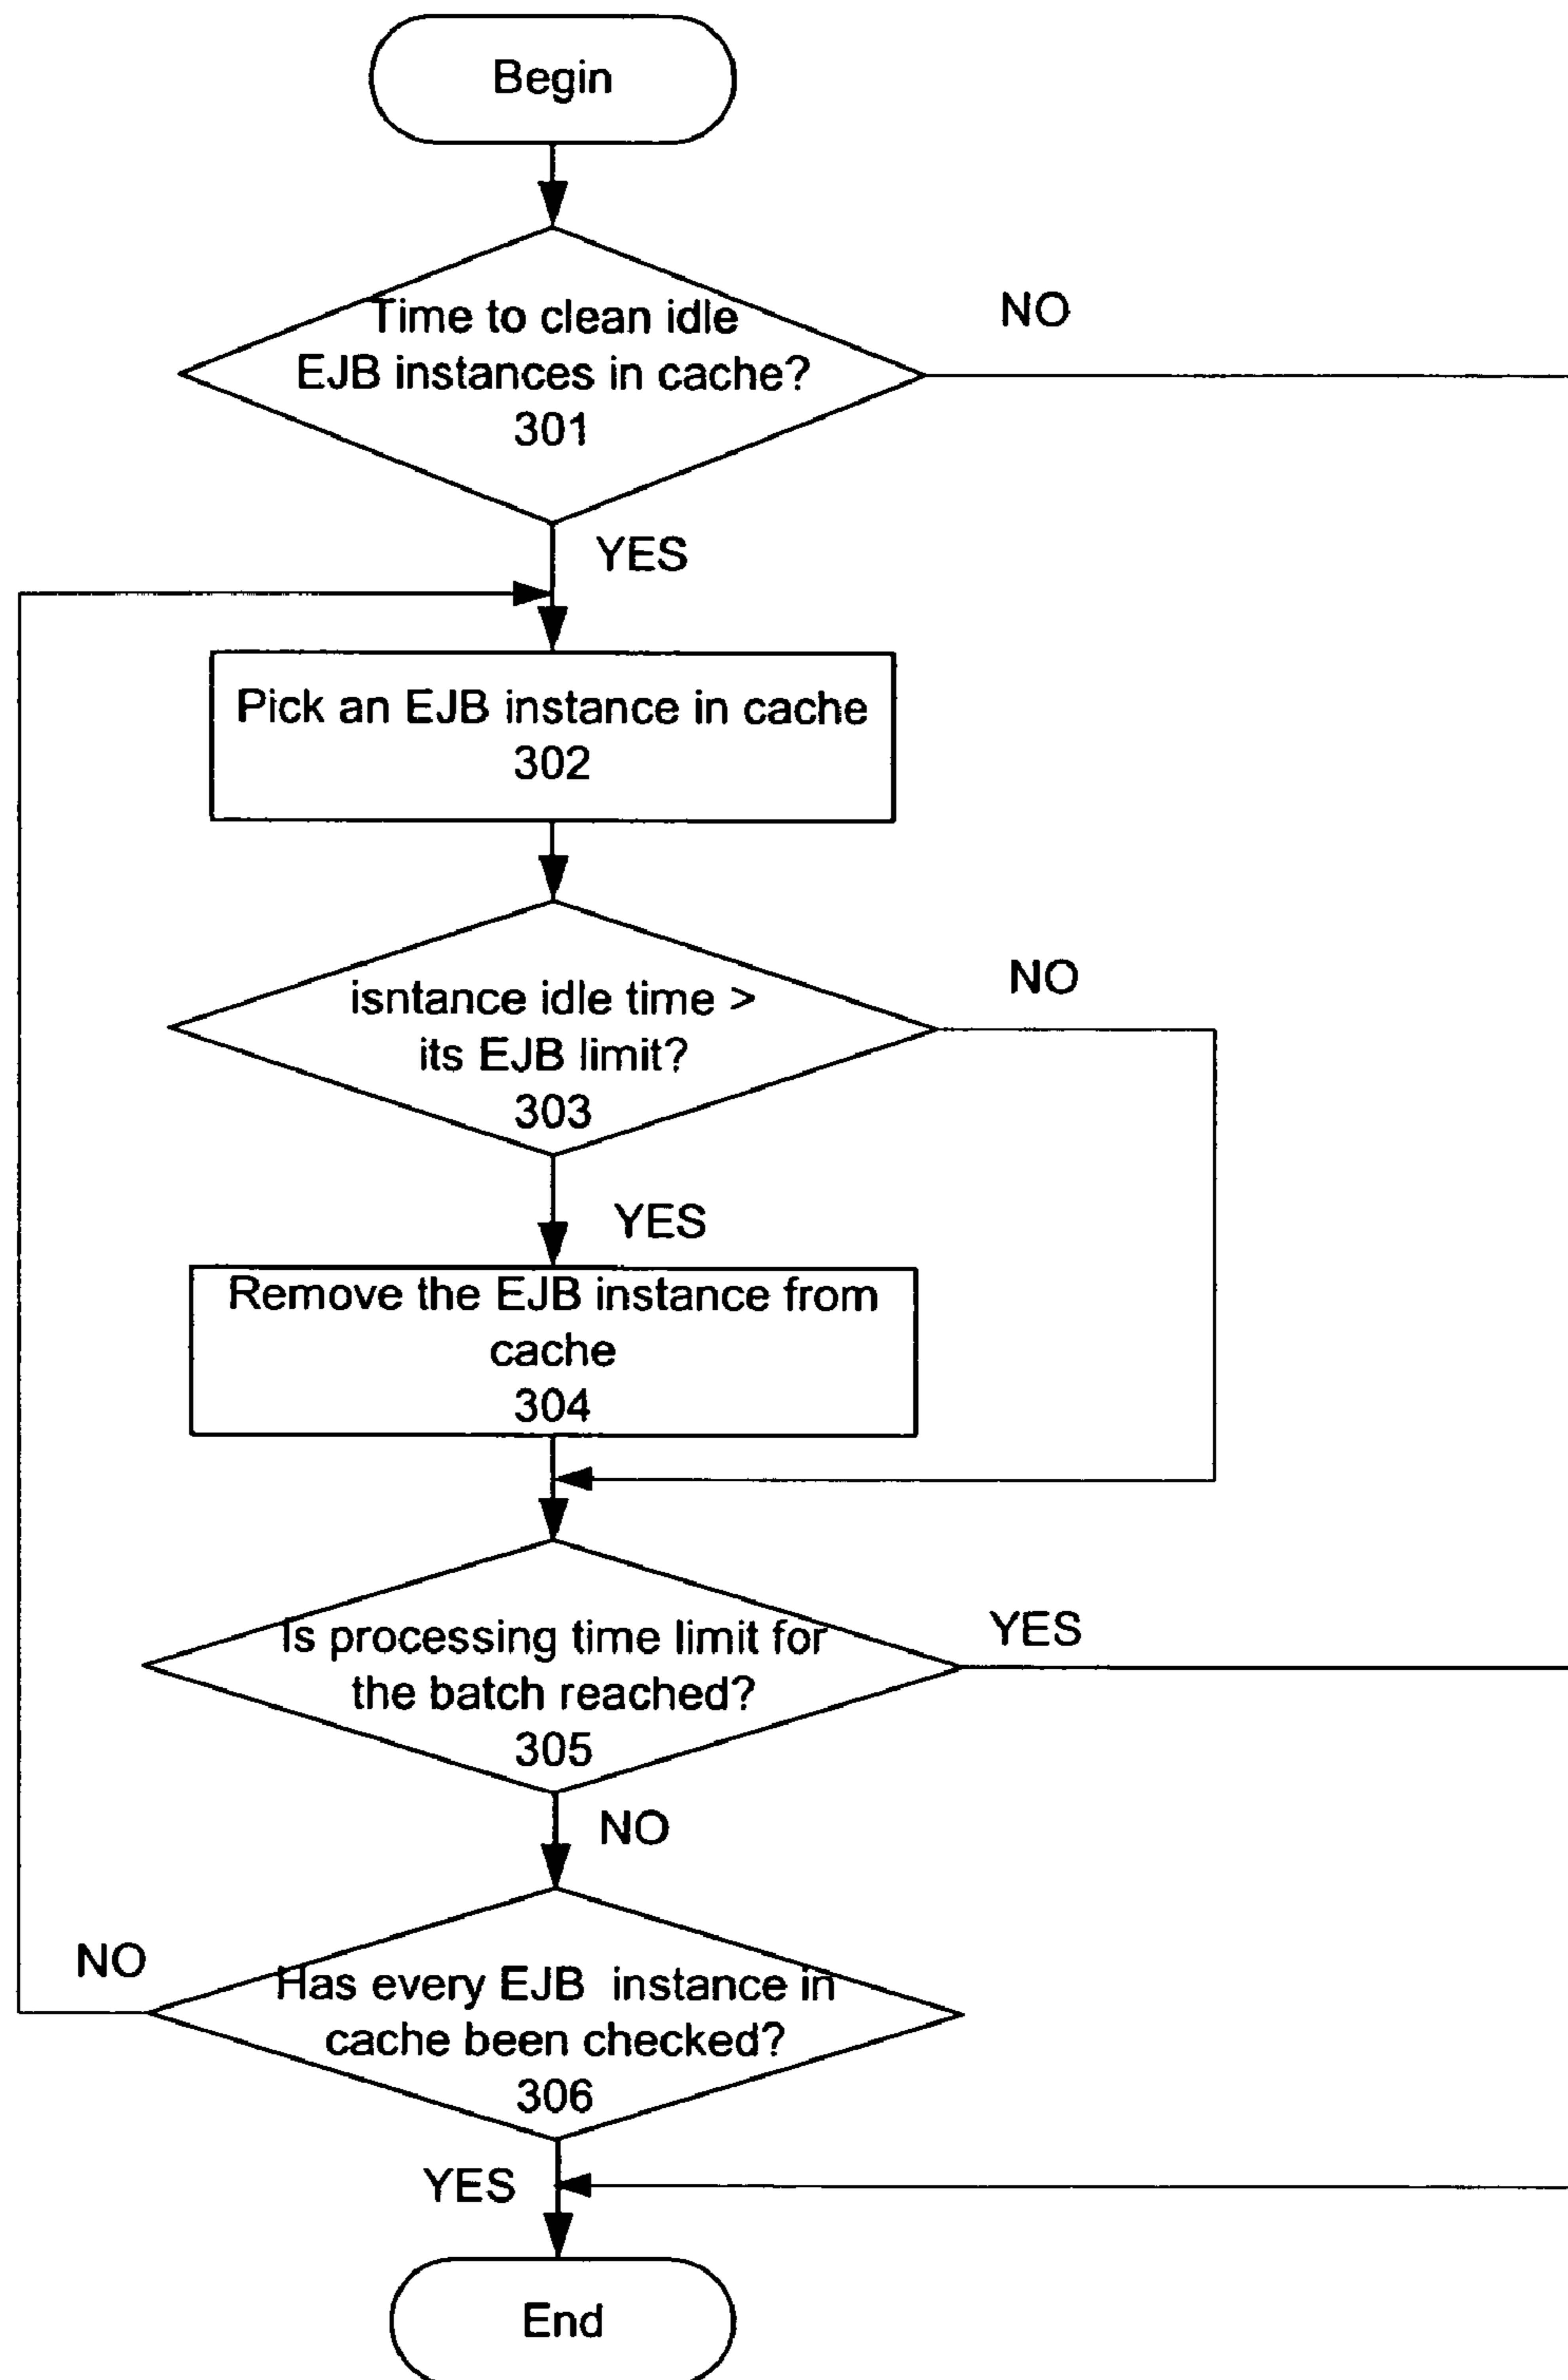 Begin
Time to clean idle
EJB instances in cache?
301
NO
YES
Pick an EJB instance in cache
302
isntance idle time >
its EJB limit?
303
NO
YES
Remove the EJB instance from
cache
304
Is processing time limit for
the batch reached?
305
YES
NO
Has every EJB instance in
cache been checked?
306
NO
YES
End